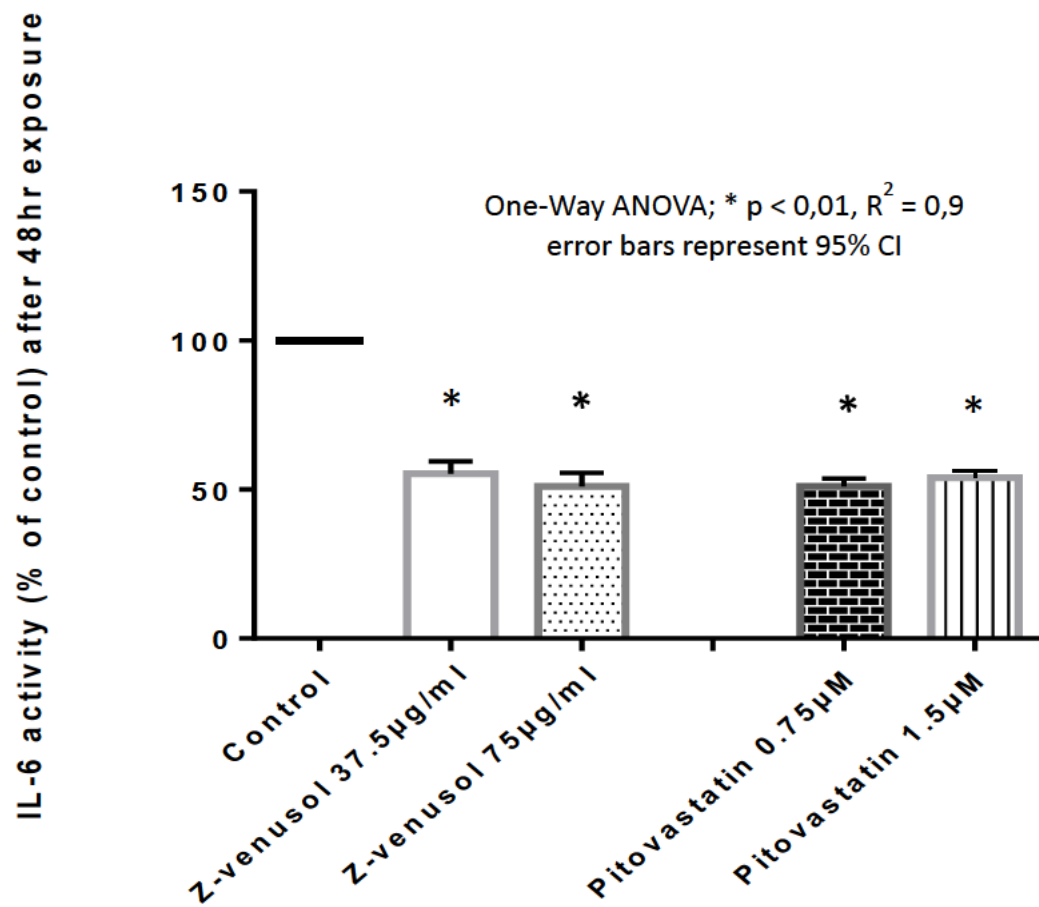 IL-6 activity (% of control) after 48hr exposure
150
One-Way ANOVA; * p < 0,01, R² = 0,9
error bars represent 95% CI
100
* * * *
50
0
Control
Z-venusol 37.5µg/ml
Z-venusol 75µg/ml
Pitovastatin 0.75µM
Pitovastatin 1.5µM